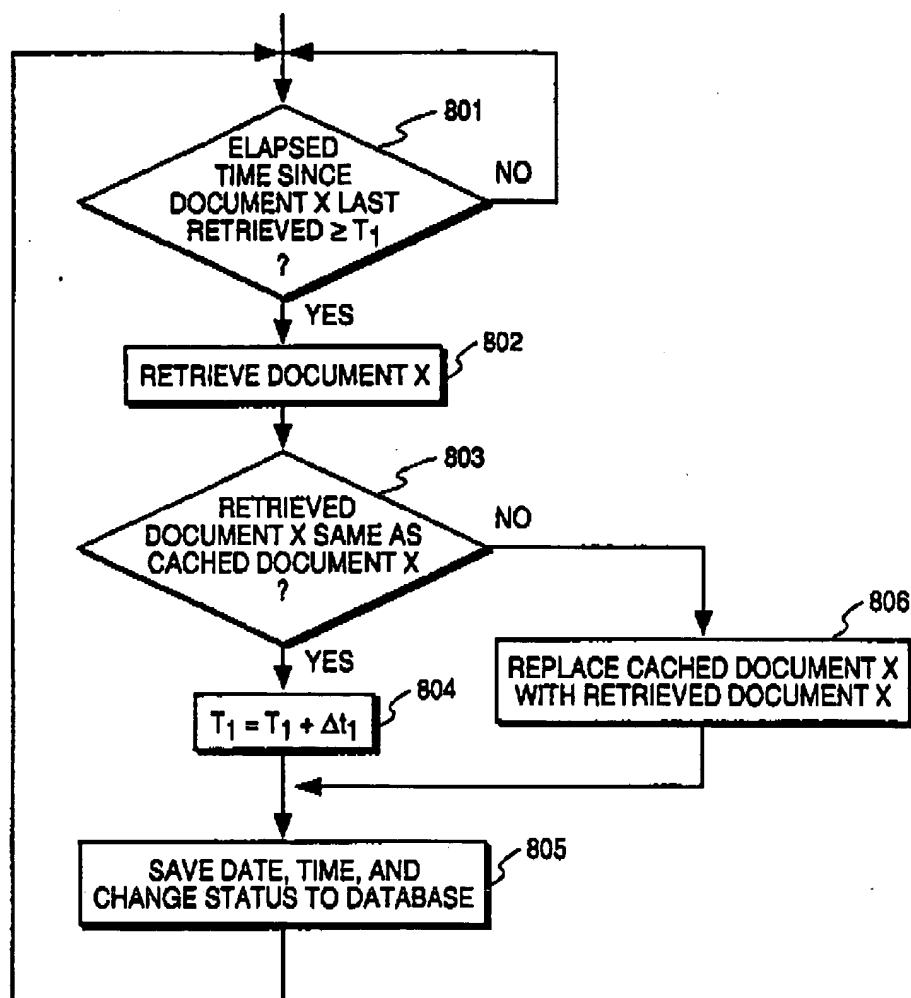 801
ELAPSED
TIME SINCE
DOCUMENT X LAST
RETRIEVED ≥ T₁
?
NO
YES
802
RETRIEVE DOCUMENT X
803
RETRIEVED
DOCUMENT X SAME AS
CACHED DOCUMENT X
?
NO
YES
806
REPLACE CACHED DOCUMENT X
WITH RETRIEVED DOCUMENT X
804
T₁ = T₁ + Δt₁
805
SAVE DATE, TIME, AND
CHANGE STATUS TO DATABASE